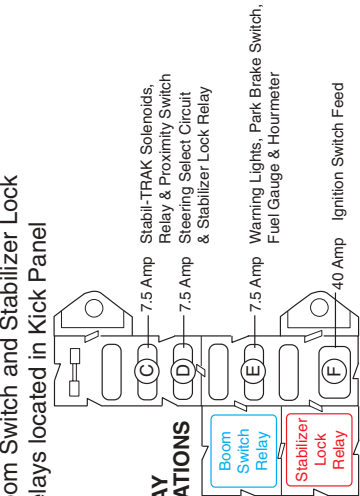 oom Switch and Stabilizer Lock
elays located in Kick Panel
C
7.5 Amp Stabil-TRAK Solenoids,
Relay & Proximity Switch
D
7.5 Amp Steering Select Circuit
& Stabilizer Lock Relay
E
7.5 Amp Warning Lights, Park Brake Switch,
Fuel Gauge & Hourmeter
F
40 Amp Ignition Switch Feed
AY
ATIONS
Boom
Switch
Relay
Stabilizer
Lock
Relay